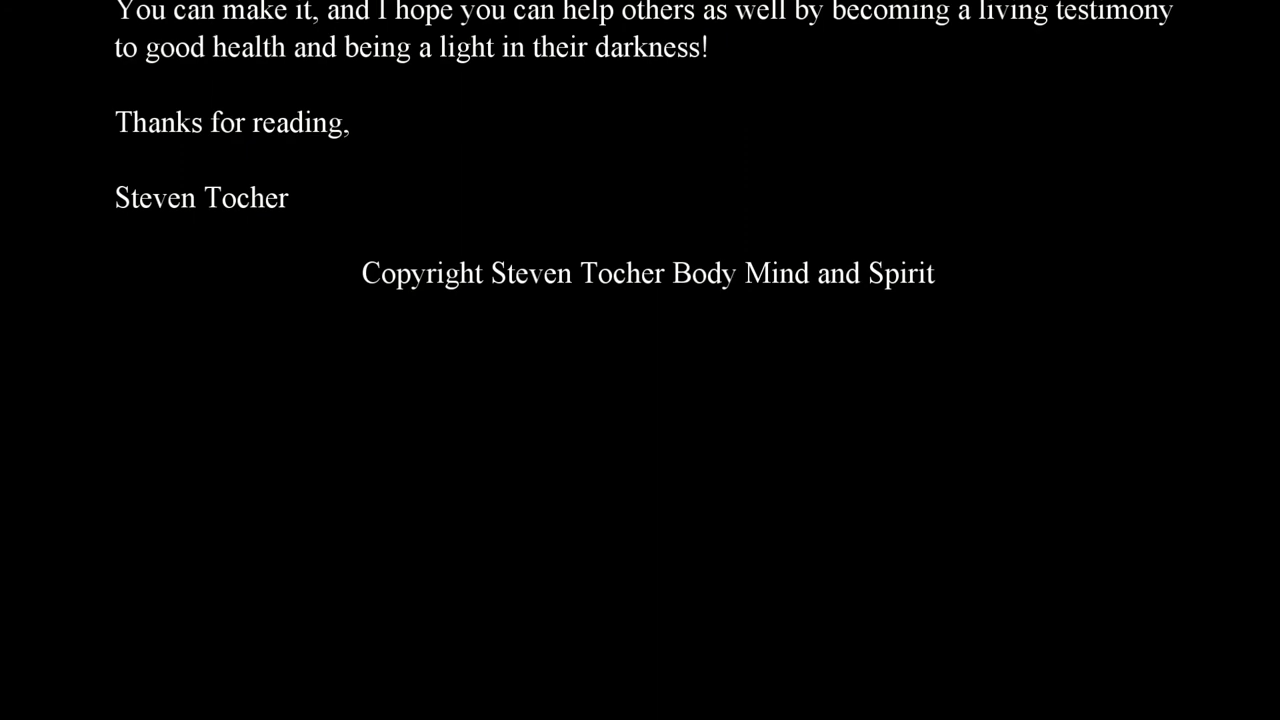 You can make it, and I hope you can help others as well by becoming a living testimony
to good health and being a light in their darkness!
Thanks for reading,
Steven Tocher
Copyright Steven Tocher Body Mind and Spirit